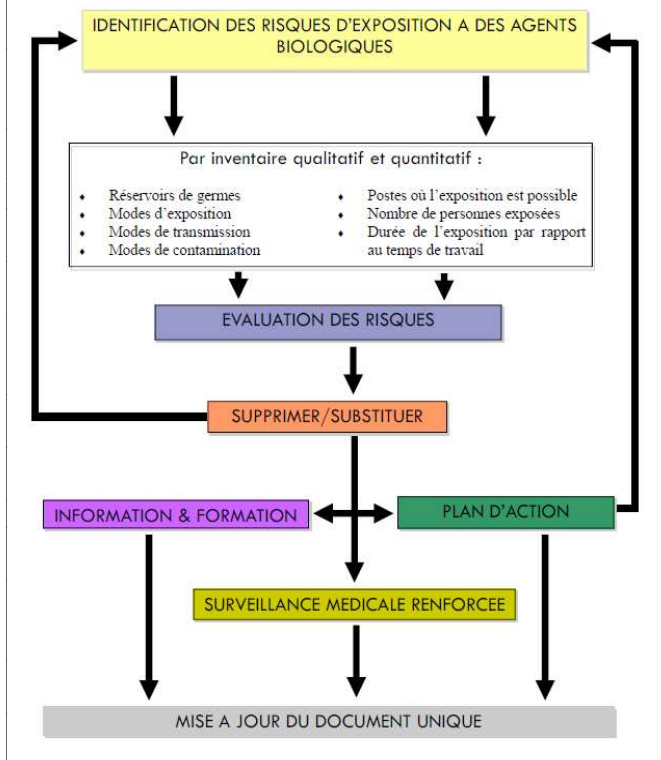 IDENTIFICATION DES RISQUES D'EXPOSITION A DES AGENTS
BIOLOGIQUES
Par inventaire qualitatif et quantitatif :
♦ Réservoirs de germes
♦ Modes d'exposition
♦ Modes de transmission
♦ Modes de contamination
♦ Postes où l'exposition est possible
♦ Nombre de personnes exposées
♦ Durée de l'exposition par rapport
au temps de travail
EVALUATION DES RISQUES
SUPPRIMER/SUBSTITUER
INFORMATION & FORMATION
PLAN D'ACTION
SURVEILLANCE MEDICALE RENFORCEE
MISE A JOUR DU DOCUMENT UNIQUE